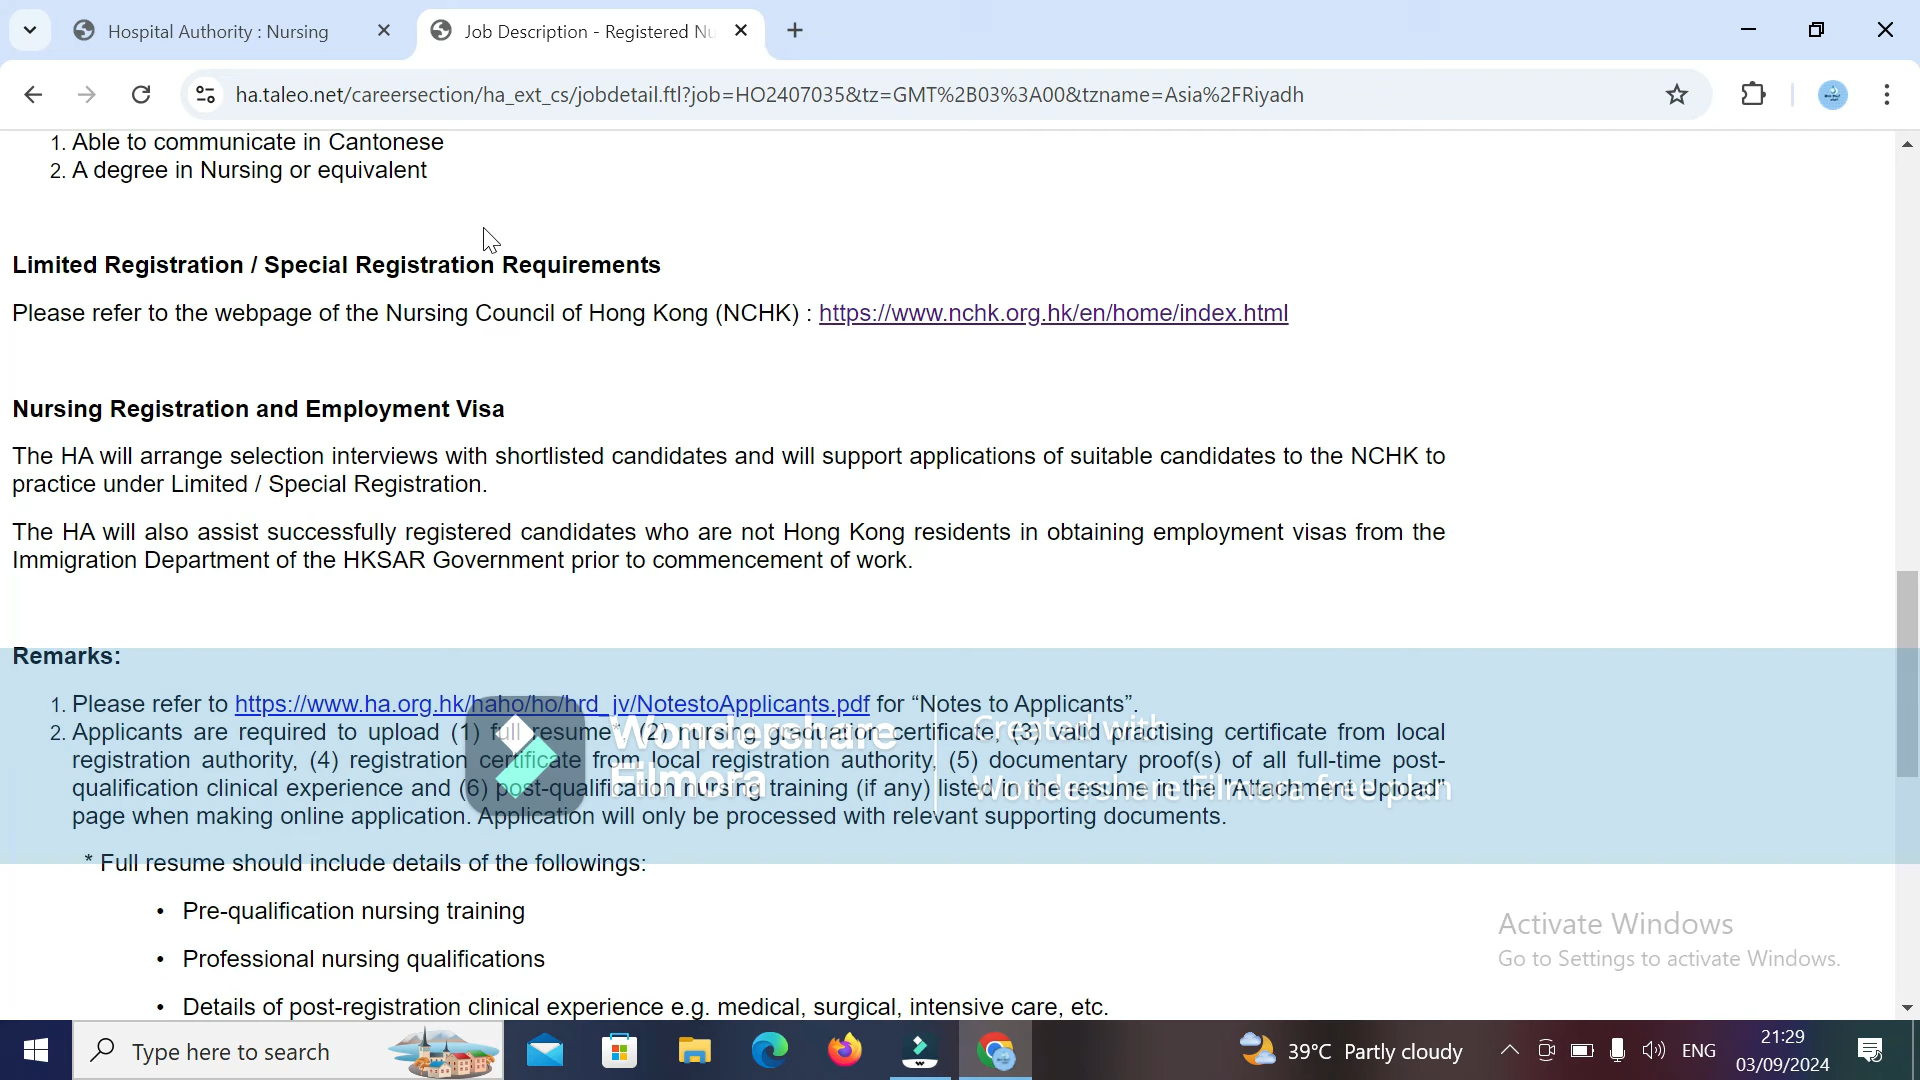 Hospital Authority : Nursing
Job Description - Registered Nu
ha.taleo.net/careersection/ha_ext_cs/jobdetail.ftl?job=HO2407035&tz=GMT%2B03%3A00&tzname=Asia%2FRiyadh
1. Able to communicate in Cantonese
2. A degree in Nursing or equivalent
Limited Registration / Special Registration Requirements
Please refer to the webpage of the Nursing Council of Hong Kong (NCHK) : https://www.nchk.org.hk/en/home/index.html
Nursing Registration and Employment Visa
The HA will arrange selection interviews with shortlisted candidates and will support applications of suitable candidates to the NCHK to
practice under Limited / Special Registration.
The HA will also assist successfully registered candidates who are not Hong Kong residents in obtaining employment visas from the
Immigration Department of the HKSAR Government prior to commencement of work.
Remarks:
1. Please refer to https://www.ha.org.hk/haho/ho/hrd_jv/NotestoApplicants.pdf for “Notes to Applicants”.
2. Applicants are required to upload (1) full resume*, (2) nursing graduation certificate, (3) valid practising certificate from local
registration authority, (4) registration certificate from local registration authority, (5) documentary proof(s) of all full-time post-
qualification clinical experience and (6) post-qualification nursing training (if any) listed in the resume in the "Attachment Upload"
page when making online application. Application will only be processed with relevant supporting documents.
Wondershare
Filmora
Created with
Wondershare Filmora free plan
* Full resume should include details of the followings:
• Pre-qualification nursing training
• Professional nursing qualifications
• Details of post-registration clinical experience e.g. medical, surgical, intensive care, etc.
Activate Windows
Go to Settings to activate Windows.
Type here to search
39°C Partly cloudy
ENG
21:29
03/09/2024